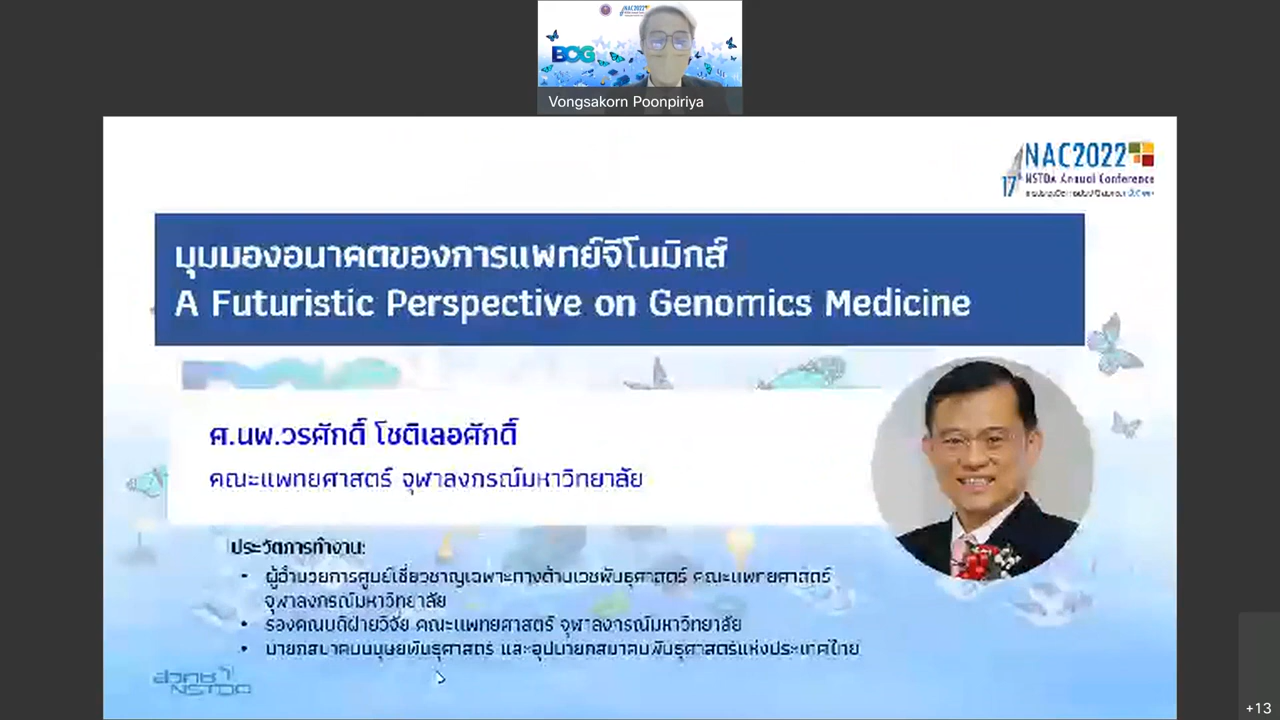 NAC2022
BCG
Vongsakorn Poonpiriya
NAC2022
17
NSTDA Annual Conference
มุมมองอนาคตของการแพทย์จีโนมิกส์
A Futuristic Perspective on Genomics Medicine
ศ.นพ.วรศักดิ์ โชติเลอศักดิ์
คณะแพทยศาสตร์ จุฬาลงกรณ์มหาวิทยาลัย
ประวัติการทำงาน:
• ผู้อำนวยการศูนย์เชี่ยวชาญเฉพาะทางด้านเวชพันธุศาสตร์ คณะแพทยศาสตร์
จุฬาลงกรณ์มหาวิทยาลัย
• รองคณบดีฝ่ายวิจัย คณะแพทยศาสตร์ จุฬาลงกรณ์มหาวิทยาลัย
• นายกสมาคมมนุษยพันธุศาสตร์ และอุปนายกสมาคมพันธุศาสตร์แห่งประเทศไทย
สวทช
NSTDA
+13